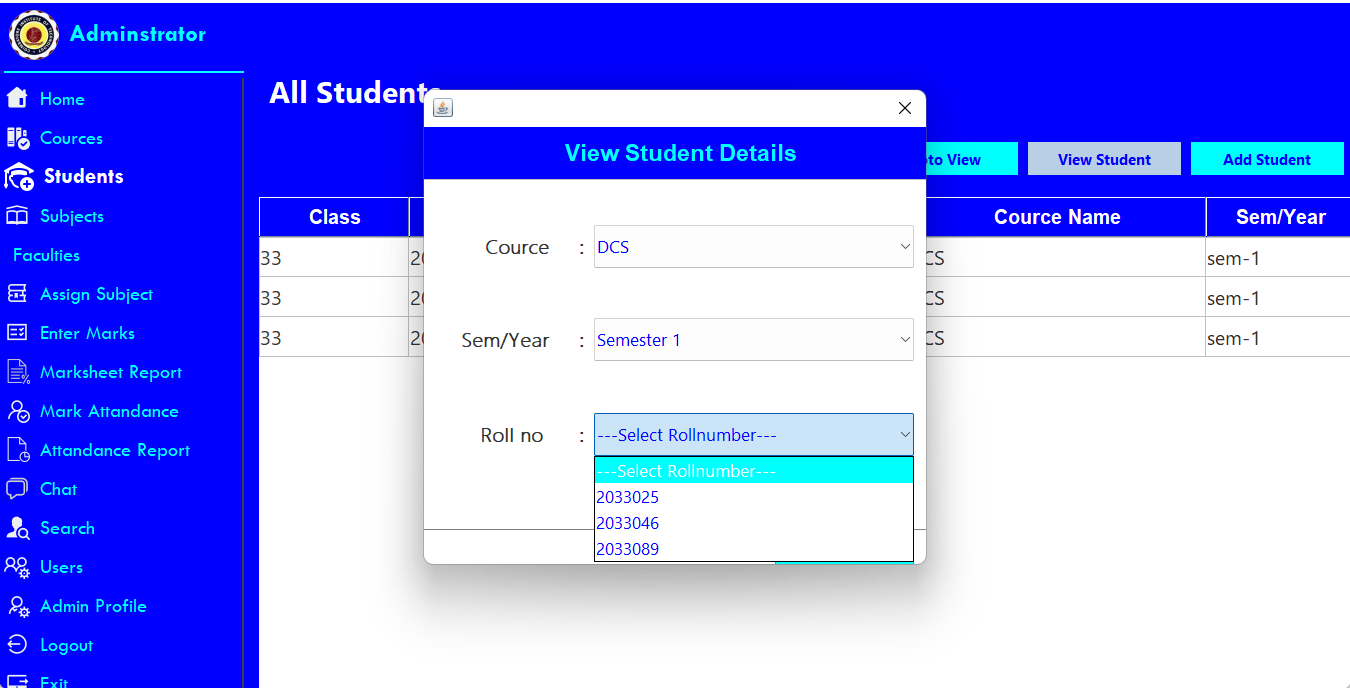 Adminstrator
Home
Cources
Students
Subjects
Faculties
Assign Subject
Enter Marks
Marksheet Report
Mark Attandance
Attandance Report
Chat
Search
Users
Admin Profile
Logout
Exit
All Students
to View
View Student
Add Student
Class
Cource Name
Sem/Year
33 20 CS sem-1
33 20 CS sem-1
33 20 CS sem-1
View Student Details
Cource : DCS
Sem/Year : Semester 1
Roll no : ---Select Rollnumber---
---Select Rollnumber---
2033025
2033046
2033089